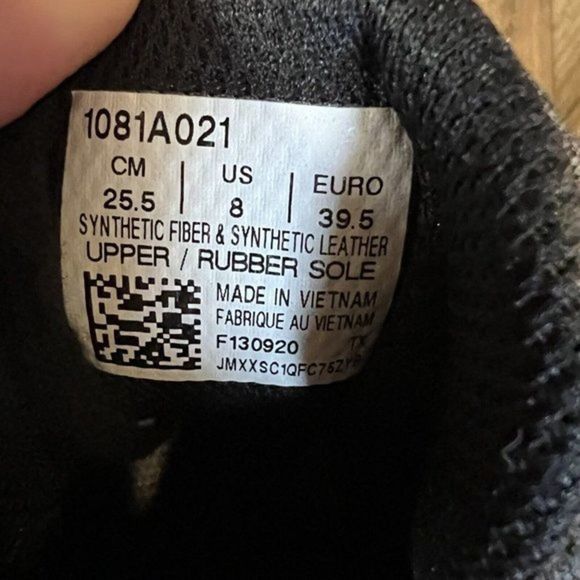 1081A021
CM | US | EURO
25.5 | 8 | 39.5
SYNTHETIC FIBER & SYNTHETIC LEATHER
UPPER / RUBBER SOLE
MADE IN VIETNAM
FABRIQUE AU VIETNAM
F130920 TX